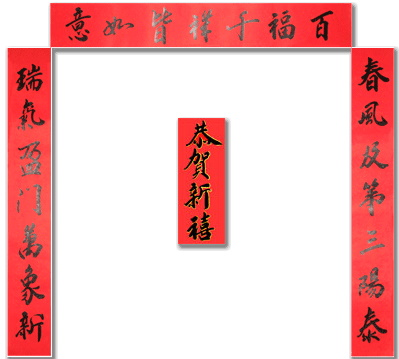 百福千祥皆如意
春風及第三陽泰
瑞氣盈門萬象新
恭賀新禧